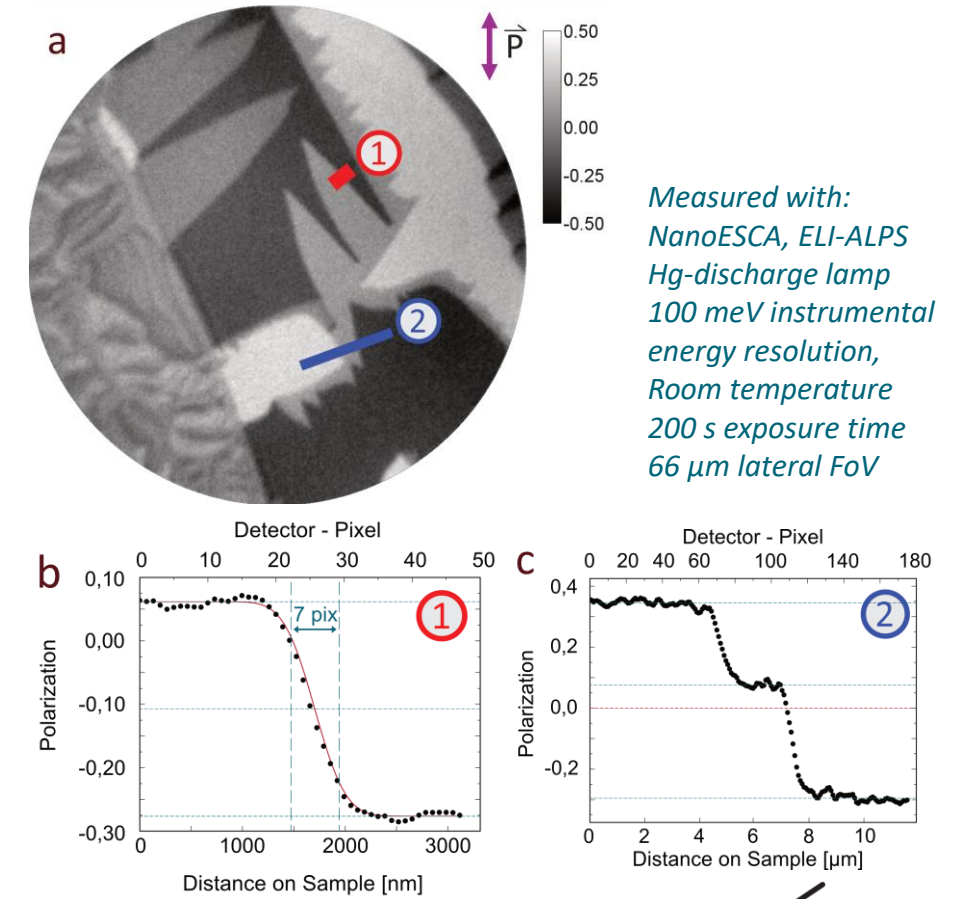 a
P
0.50
0.25
0.00
-0.25
-0.50
1
2
Measured with:
NanoESCA, ELI-ALPS
Hg-discharge lamp
100 meV instrumental
energy resolution,
Room temperature
200 s exposure time
66 µm lateral FoV
b
Detector - Pixel
0 10 20 30 40 50
0,10
0,00
-0,10
-0,20
-0,30
Polarization
7 pix
1
0 1000 2000 3000
Distance on Sample [nm]
c
Detector - Pixel
0 20 40 60 80 100 140 180
0,4
0,2
0,0
-0,2
Polarization
2
0 2 4 6 8 10
Distance on Sample [µm]